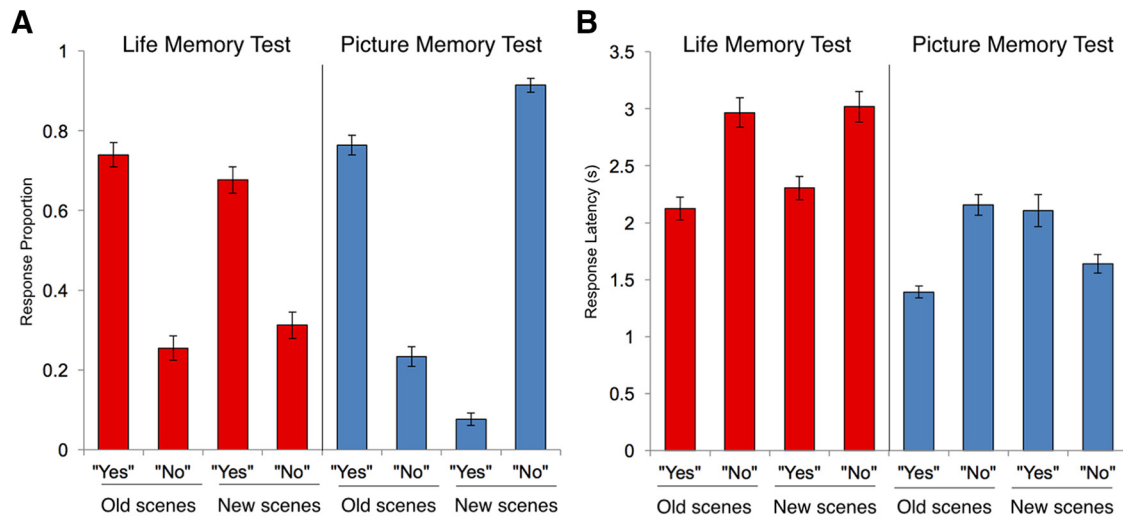 A
Life Memory Test
Picture Memory Test
Response Proportion
1
0.8
0.6
0.4
0.2
0
"Yes" "No" "Yes" "No" "Yes" "No" "Yes" "No"
Old scenes New scenes Old scenes New scenes
B
Life Memory Test
Picture Memory Test
Response Latency (s)
3.5
3
2.5
2
1.5
1
0.5
0
"Yes" "No" "Yes" "No" "Yes" "No" "Yes" "No"
Old scenes New scenes Old scenes New scenes